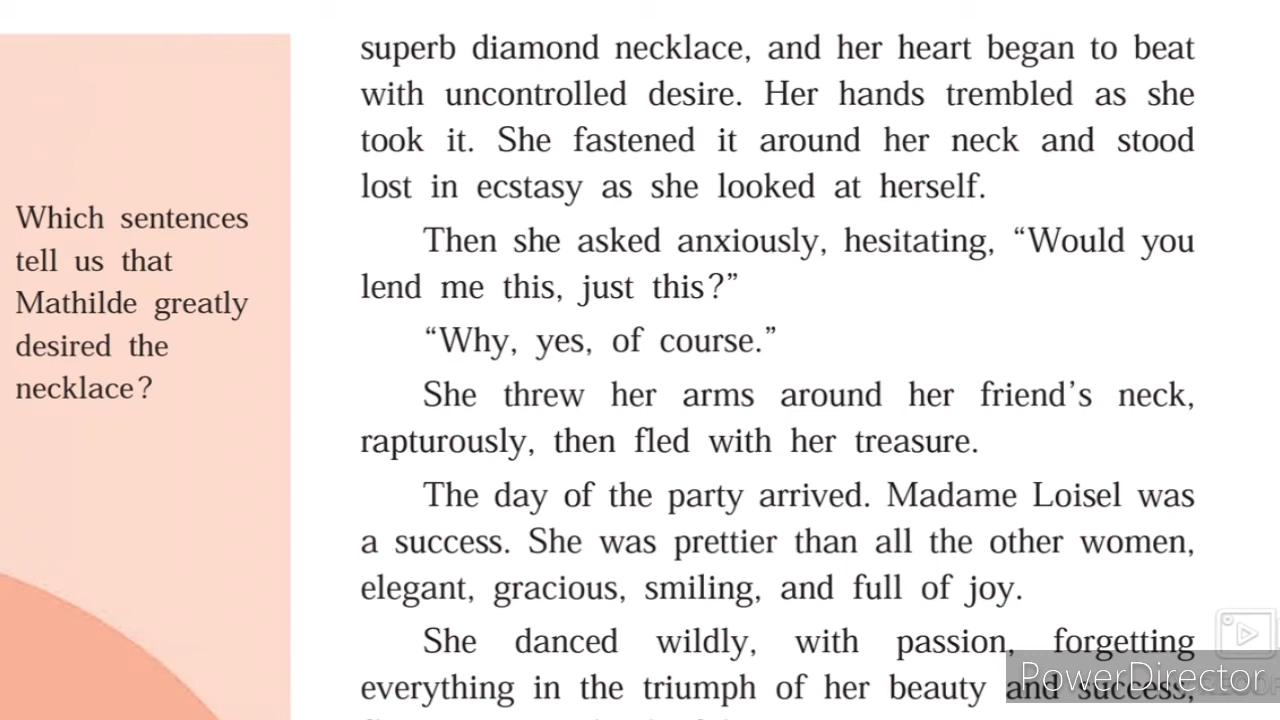 Which sentences
tell us that
Mathilde greatly
desired the
necklace?
superb diamond necklace, and her heart began to beat
with uncontrolled desire. Her hands trembled as she
took it. She fastened it around her neck and stood
lost in ecstasy as she looked at herself.
Then she asked anxiously, hesitating, “Would you
lend me this, just this?”
“Why, yes, of course.”
She threw her arms around her friend’s neck,
rapturously, then fled with her treasure.
The day of the party arrived. Madame Loisel was
a success. She was prettier than all the other women,
elegant, gracious, smiling, and full of joy.
She danced wildly, with passion, forgetting
everything in the triumph of her beauty and success,
PowerDirector